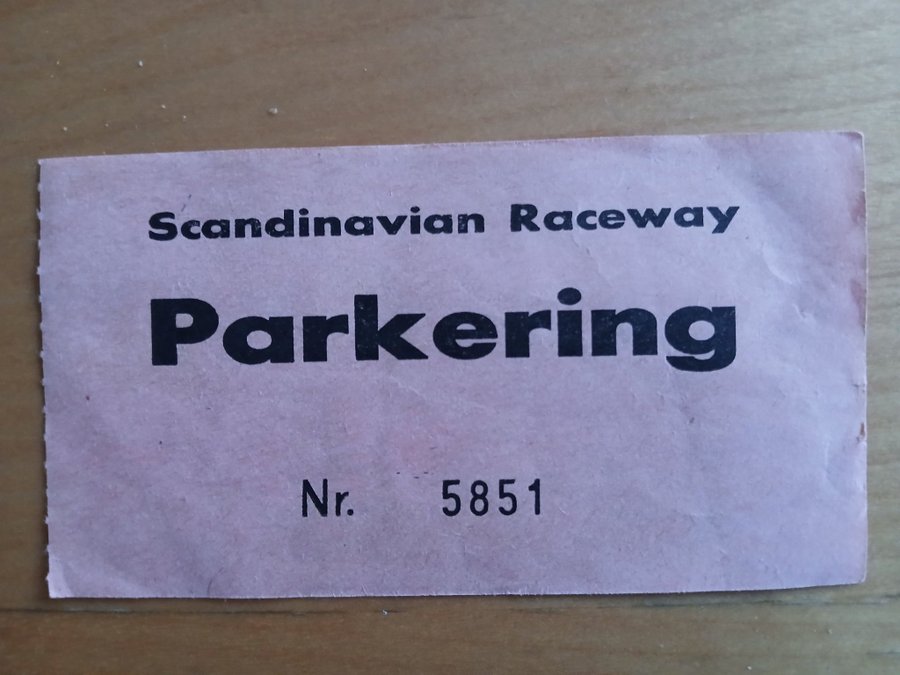 Scandinavian Raceway
Parkering
Nr. 5851